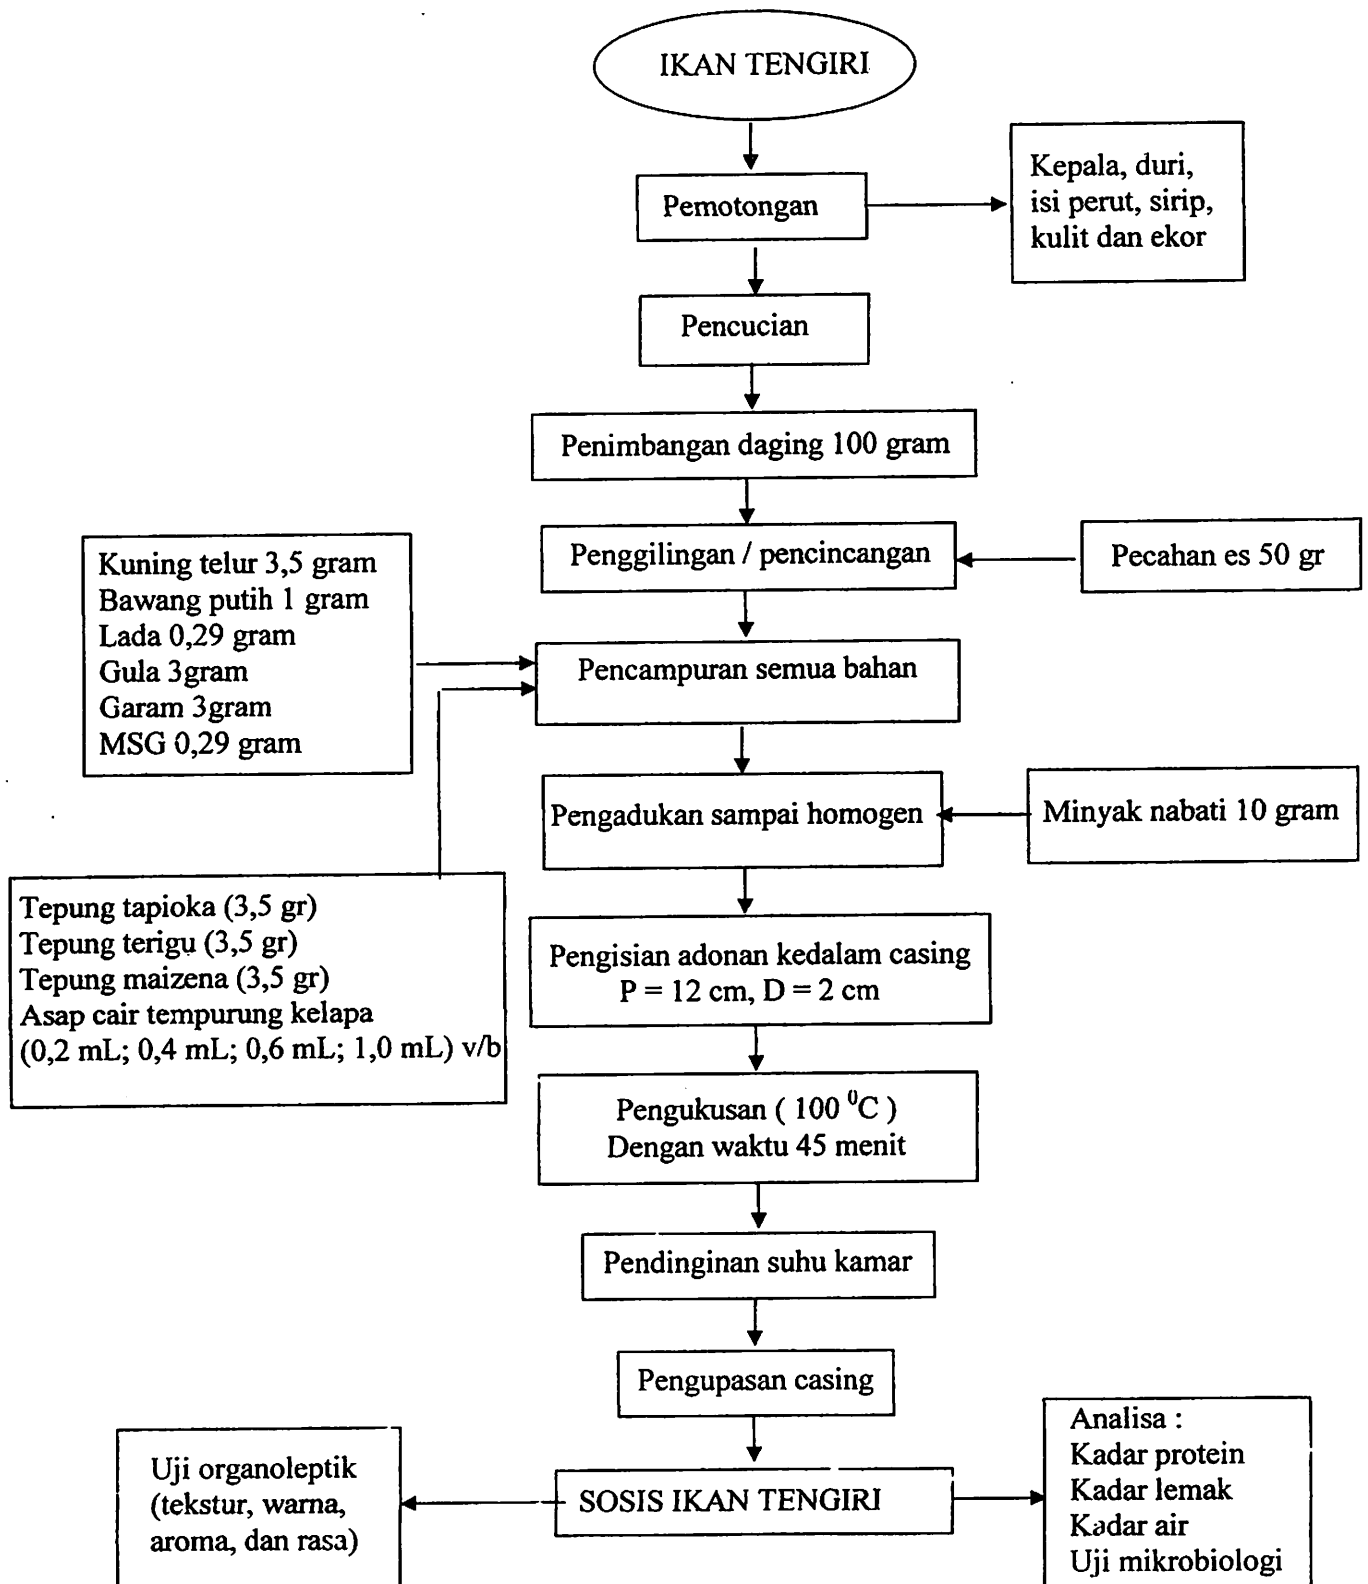 IKAN TENGIRI
Pemotongan
Kepala, duri,
isi perut, sirip,
kulit dan ekor
Pencucian
Penimbangan daging 100 gram
Penggilingan / pencincangan
Pecahan es 50 gr
Kuning telur 3,5 gram
Bawang putih 1 gram
Lada 0,29 gram
Gula 3gram
Garam 3gram
MSG 0,29 gram
Pencampuran semua bahan
Pengadukan sampai homogen
Minyak nabati 10 gram
Tepung tapioka (3,5 gr)
Tepung terigu (3,5 gr)
Tepung maizena (3,5 gr)
Asap cair tempurung kelapa
(0,2 mL; 0,4 mL; 0,6 mL; 1,0 mL) v/b
Pengisian adonan kedalam casing
P = 12 cm, D = 2 cm
Pengukusan ( 100 ⁰C )
Dengan waktu 45 menit
Pendinginan suhu kamar
Pengupasan casing
SOSIS IKAN TENGIRI
Uji organoleptik
(tekstur, warna,
aroma, dan rasa)
Analisa :
Kadar protein
Kadar lemak
Kadar air
Uji mikrobiologi